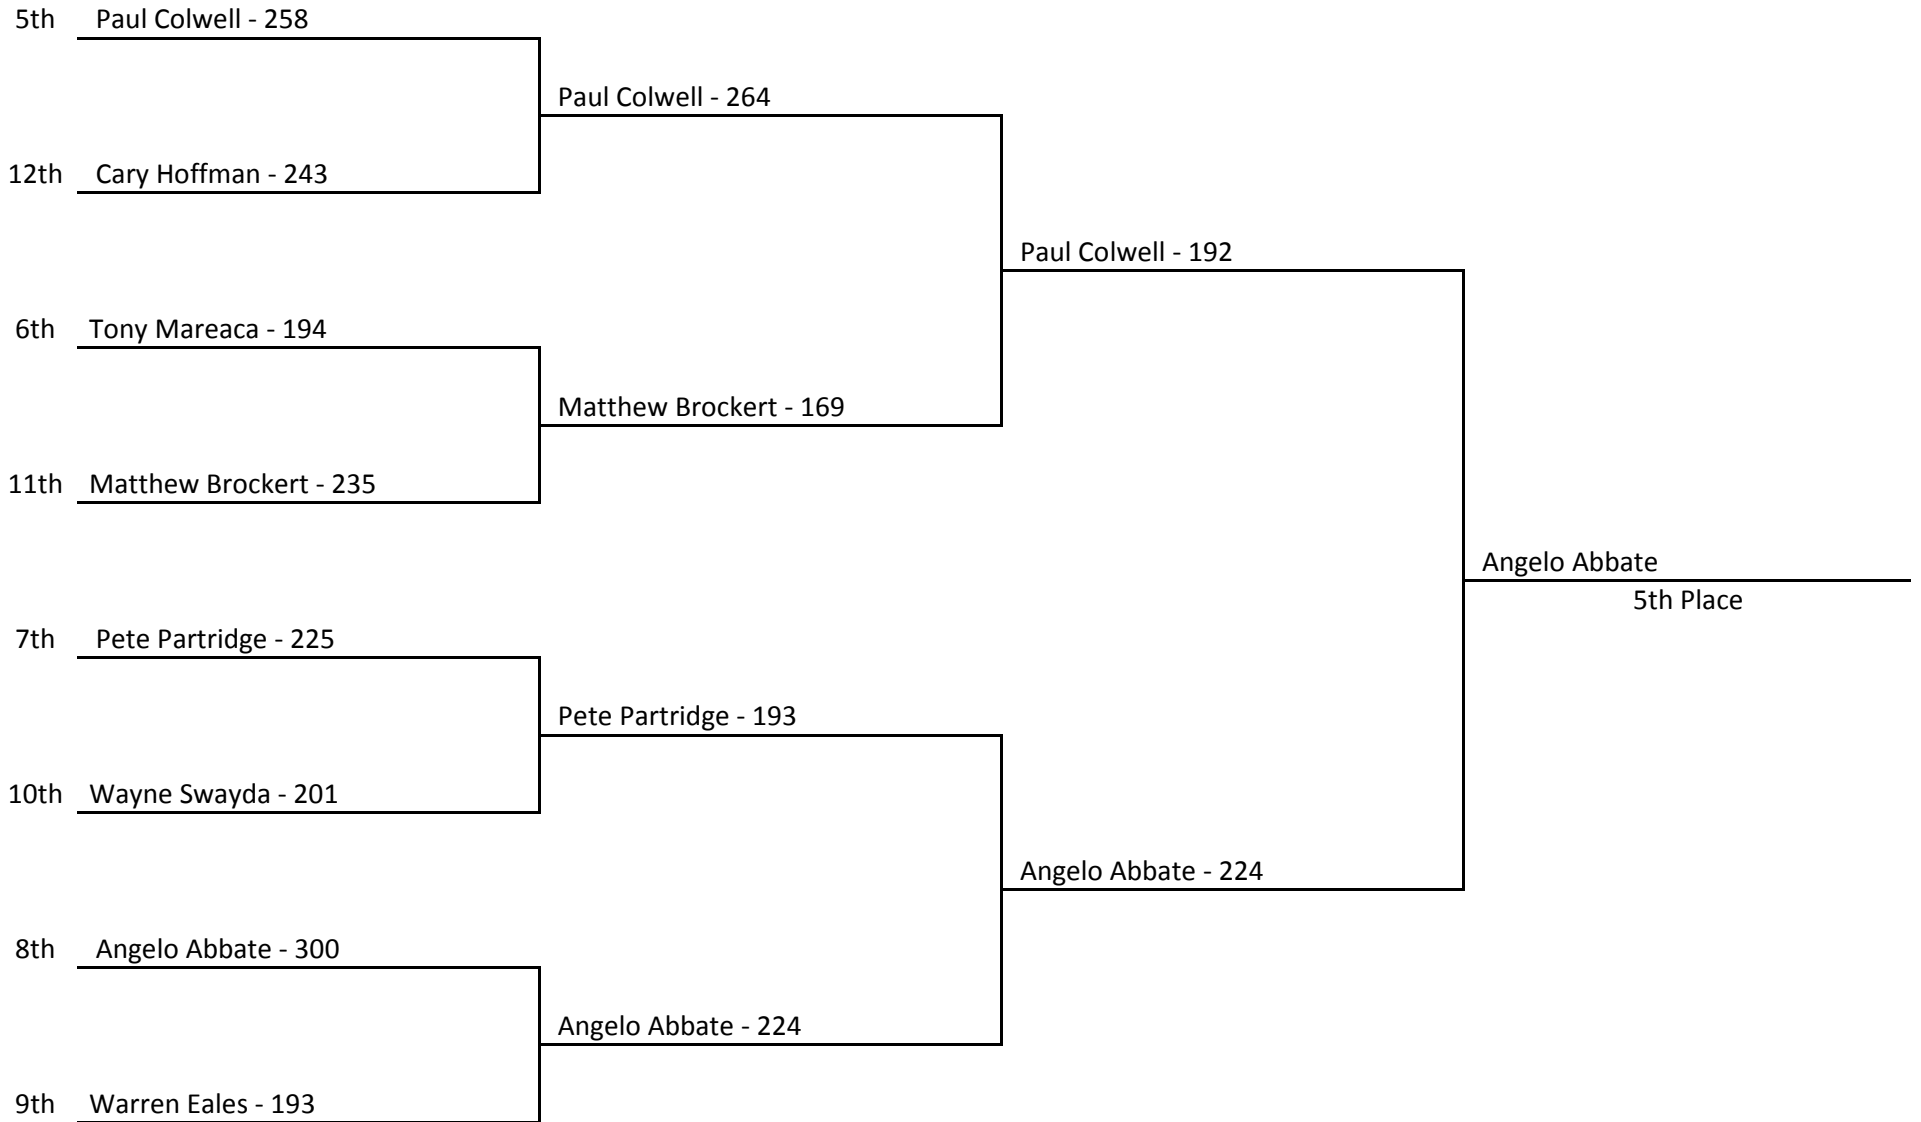 5th Paul Colwell - 258
Paul Colwell - 264
12th Cary Hoffman - 243
Paul Colwell - 192
6th Tony Mareaca - 194
Matthew Brockert - 169
11th Matthew Brockert - 235
Angelo Abbate
5th Place
7th Pete Partridge - 225
Pete Partridge - 193
10th Wayne Swayda - 201
Angelo Abbate - 224
8th Angelo Abbate - 300
Angelo Abbate - 224
9th Warren Eales - 193